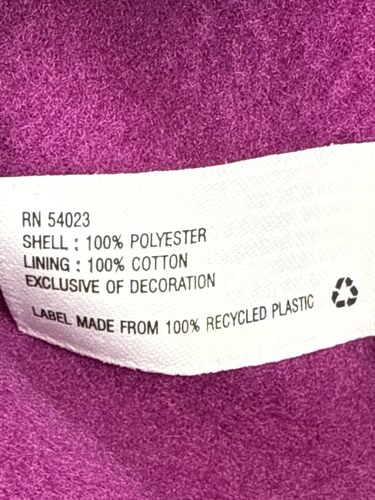 RN 54023
SHELL : 100% POLYESTER
LINING : 100% COTTON
EXCLUSIVE OF DECORATION
LABEL MADE FROM 100% RECYCLED PLASTIC